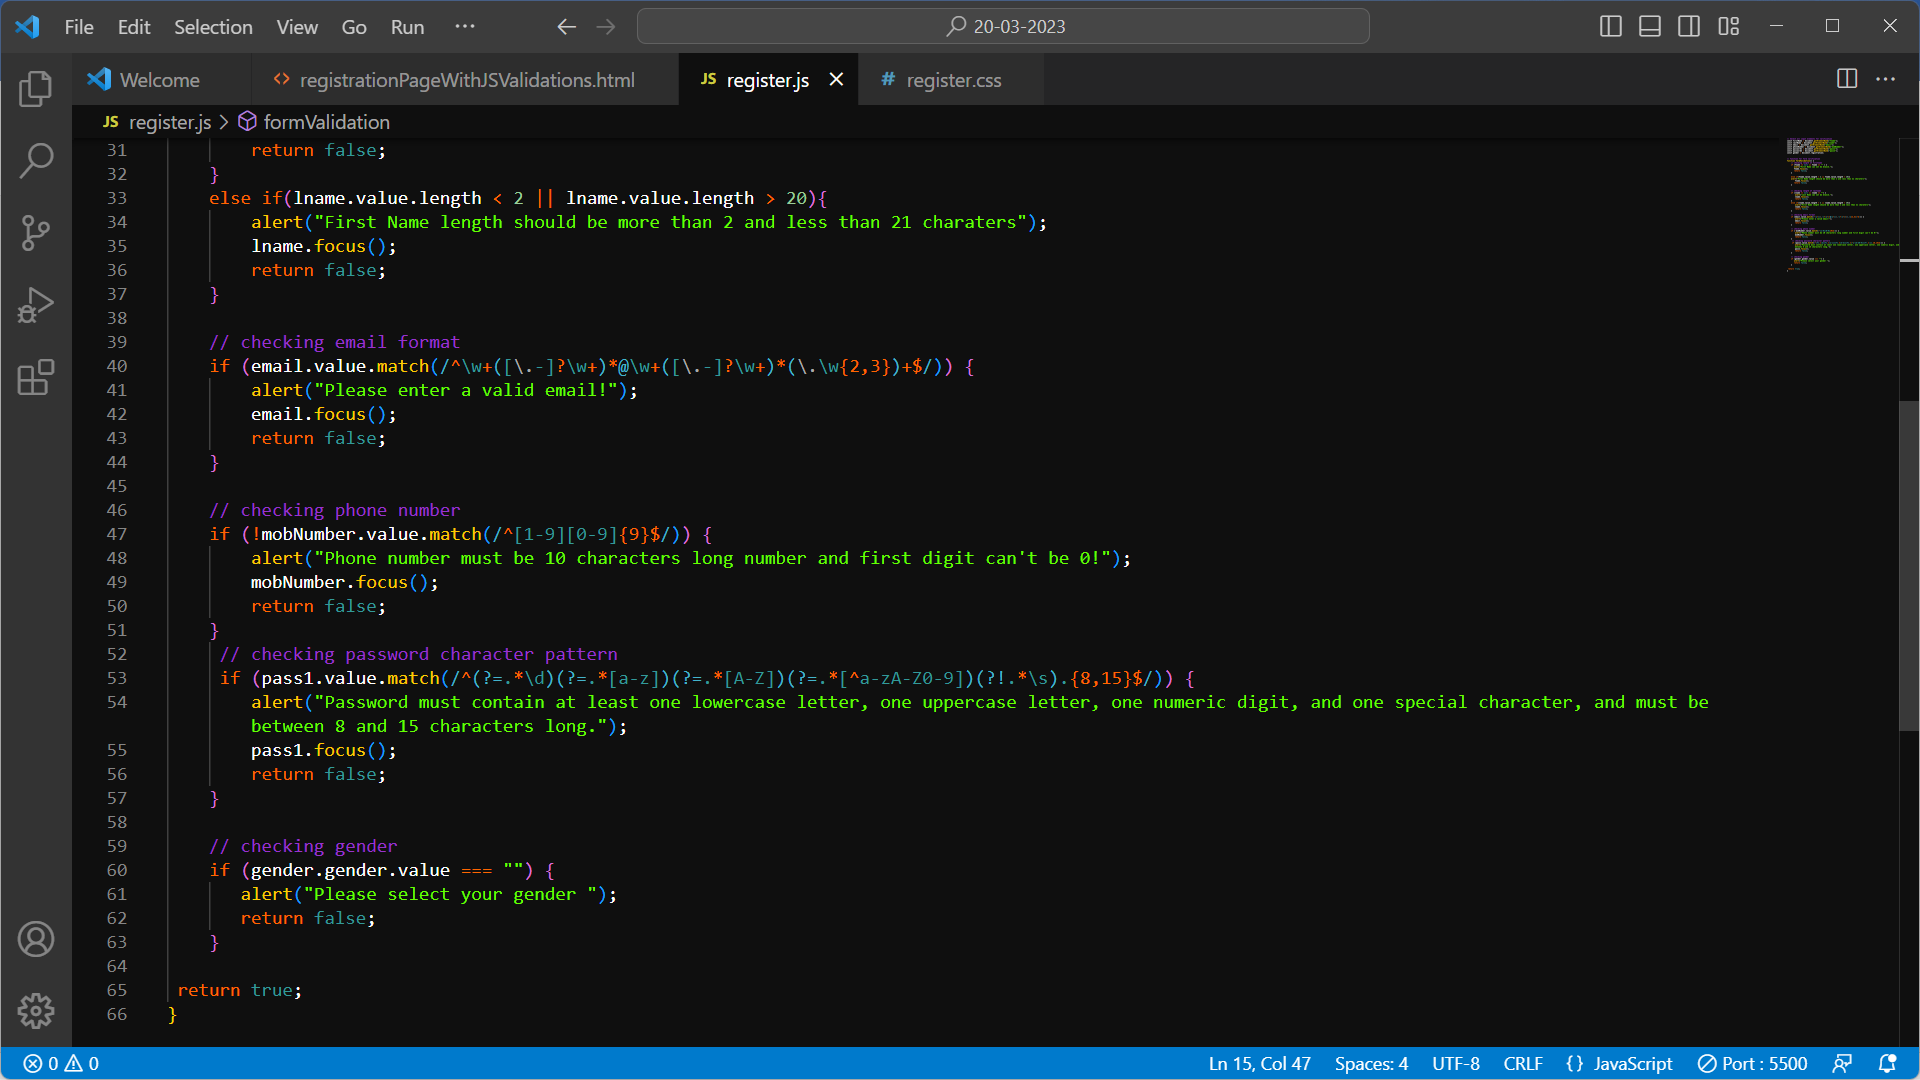 File Edit Selection View Go Run ··· 20-03-2023
Welcome <> registrationPageWithJSValidations.html JS register.js # register.css
JS register.js > formValidation
31 return false;
32 }
33 else if(lname.value.length < 2 || lname.value.length > 20){
34 alert("First Name length should be more than 2 and less than 21 charaters");
35 lname.focus();
36 return false;
37 }
38
39 // checking email format
40 if (email.value.match(/^\w+([\.-]?\w+)*@\w+([\.-]?\w+)*(\.\w{2,3})+$/)) {
41 alert("Please enter a valid email!");
42 email.focus();
43 return false;
44 }
45
46 // checking phone number
47 if (!mobNumber.value.match(/^[1-9][0-9]{9}$/)) {
48 alert("Phone number must be 10 characters long number and first digit can't be 0!");
49 mobNumber.focus();
50 return false;
51 }
52 // checking password character pattern
53 if (pass1.value.match(/^(?=.*\d)(?=.*[a-z])(?=.*[A-Z])(?=.*[^a-zA-Z0-9])(?!.*\s).{8,15}$/)) {
54 alert("Password must contain at least one lowercase letter, one uppercase letter, one numeric digit, and one special character, and must be
between 8 and 15 characters long.");
55 pass1.focus();
56 return false;
57 }
58
59 // checking gender
60 if (gender.gender.value === "") {
61 alert("Please select your gender ");
62 return false;
63 }
64
65 return true;
66 }
0 0 Ln 15, Col 47 Spaces: 4 UTF-8 CRLF {} JavaScript Port : 5500